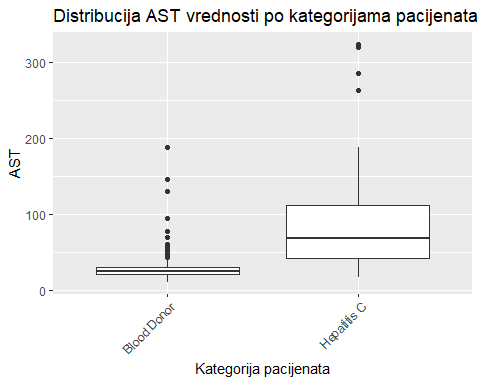 Distribucija AST vrednosti po kategorijama pacijenata
300
200
100
0
AST
Blood Donor
Hepatitis C
Kategorija pacijenata